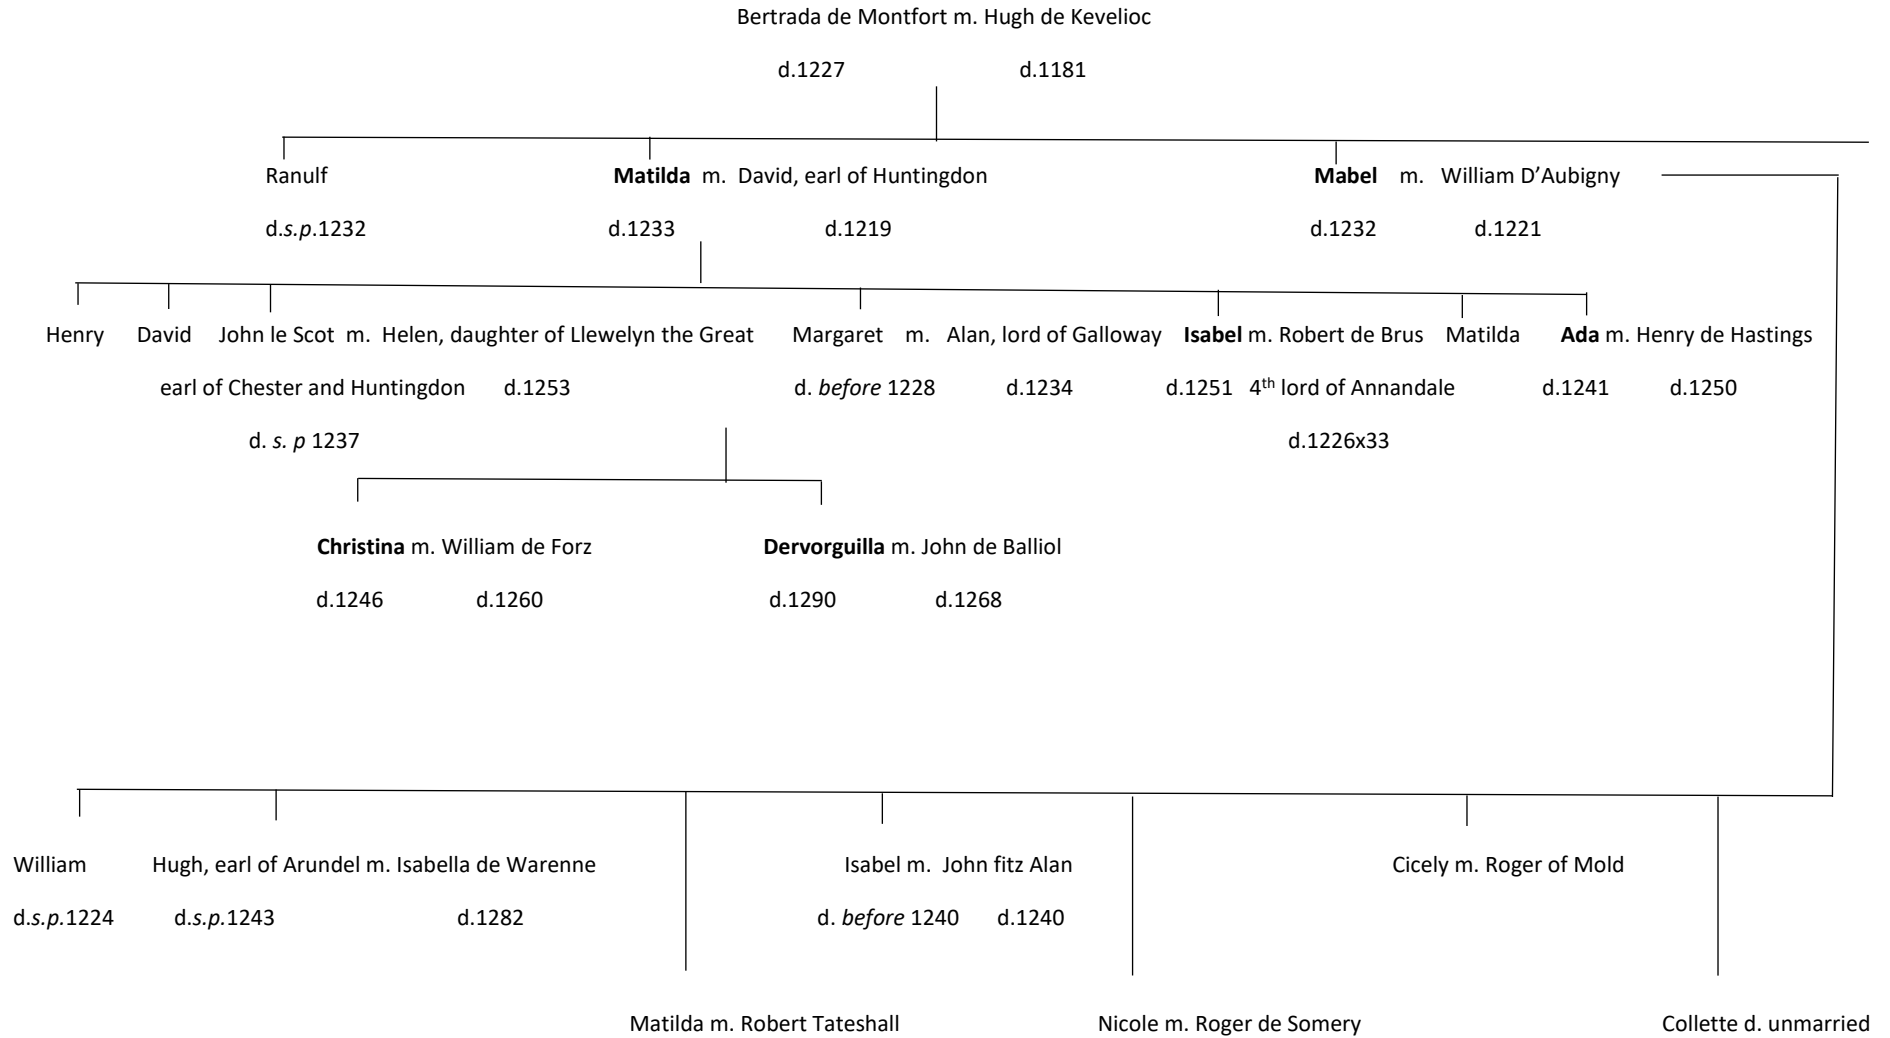 Bertrada de Montfort m. Hugh de Kevelioc
d.1227 d.1181
Ranulf Matilda m. David, earl of Huntingdon Mabel m. William D’Aubigny
d.s.p.1232 d.1233 d.1219 d.1232 d.1221
Henry David John le Scot m. Helen, daughter of Llewelyn the Great Margaret m. Alan, lord of Galloway Isabel m. Robert de Brus Matilda Ada m. Henry de Hastings
earl of Chester and Huntingdon d.1253 d. before 1228 d.1234 d.1251 4th lord of Annandale d.1241 d.1250
d. s. p 1237 d.1226x33
Christina m. William de Forz Dervorguilla m. John de Balliol
d.1246 d.1260 d.1290 d.1268
William Hugh, earl of Arundel m. Isabella de Warenne Isabel m. John fitz Alan Cicely m. Roger of Mold
d.s.p.1224 d.s.p.1243 d.1282 d. before 1240 d.1240
Matilda m. Robert Tateshall Nicole m. Roger de Somery Collette d. unmarried